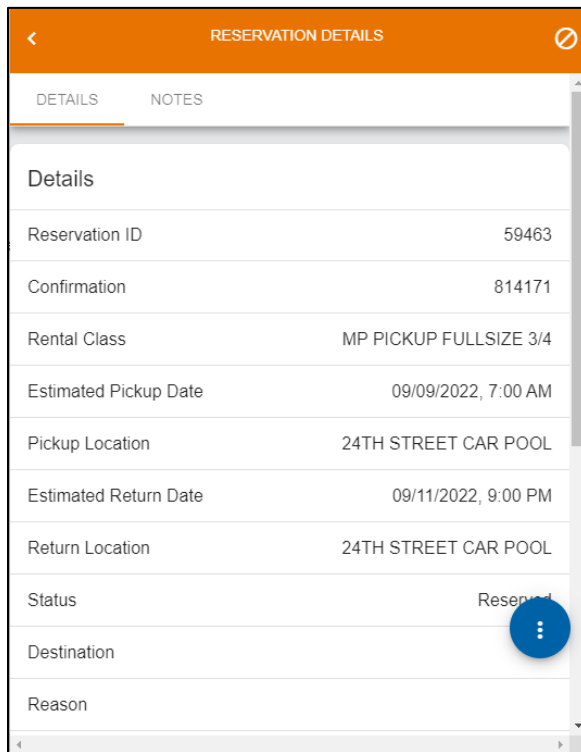 RESERVATION DETAILS
DETAILS NOTES
Details
Reservation ID 59463
Confirmation 814171
Rental Class MP PICKUP FULLSIZE 3/4
Estimated Pickup Date 09/09/2022, 7:00 AM
Pickup Location 24TH STREET CAR POOL
Estimated Return Date 09/11/2022, 9:00 PM
Return Location 24TH STREET CAR POOL
Status Reserved
Destination
Reason